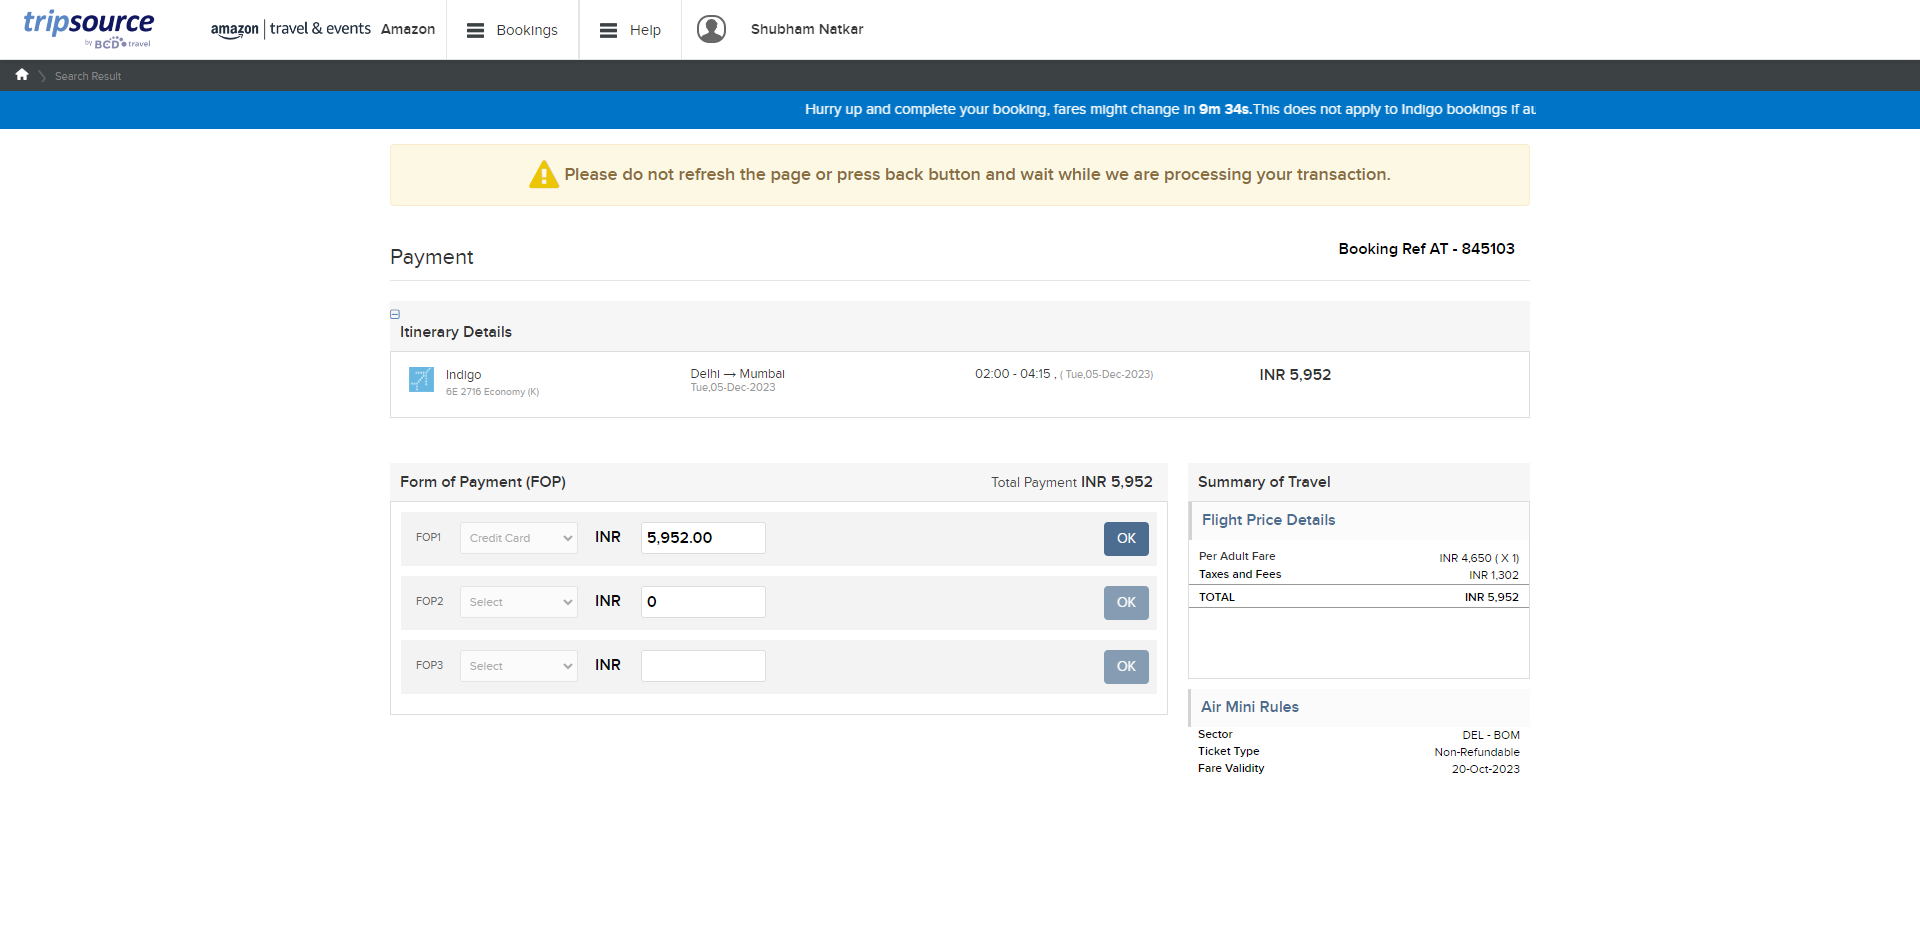 tripsource
by BCD travel
amazon | travel & events Amazon
Bookings
Help
Shubham Natkar
Search Result
Hurry up and complete your booking, fares might change in 9m 34s.This does not apply to Indigo bookings if au
Please do not refresh the page or press back button and wait while we are processing your transaction.
Payment
Booking Ref AT - 845103
Itinerary Details
Indigo
6E 2716 Economy (K)
Delhi → Mumbai
Tue,05-Dec-2023
02:00 - 04:15 , ( Tue,05-Dec-2023)
INR 5,952
Form of Payment (FOP)
Total Payment INR 5,952
FOP1 Credit Card INR 5,952.00 OK
FOP2 Select INR 0 OK
FOP3 Select INR OK
Summary of Travel
Flight Price Details
Per Adult Fare INR 4,650 ( X 1)
Taxes and Fees INR 1,302
TOTAL INR 5,952
Air Mini Rules
Sector DEL - BOM
Ticket Type Non-Refundable
Fare Validity 20-Oct-2023